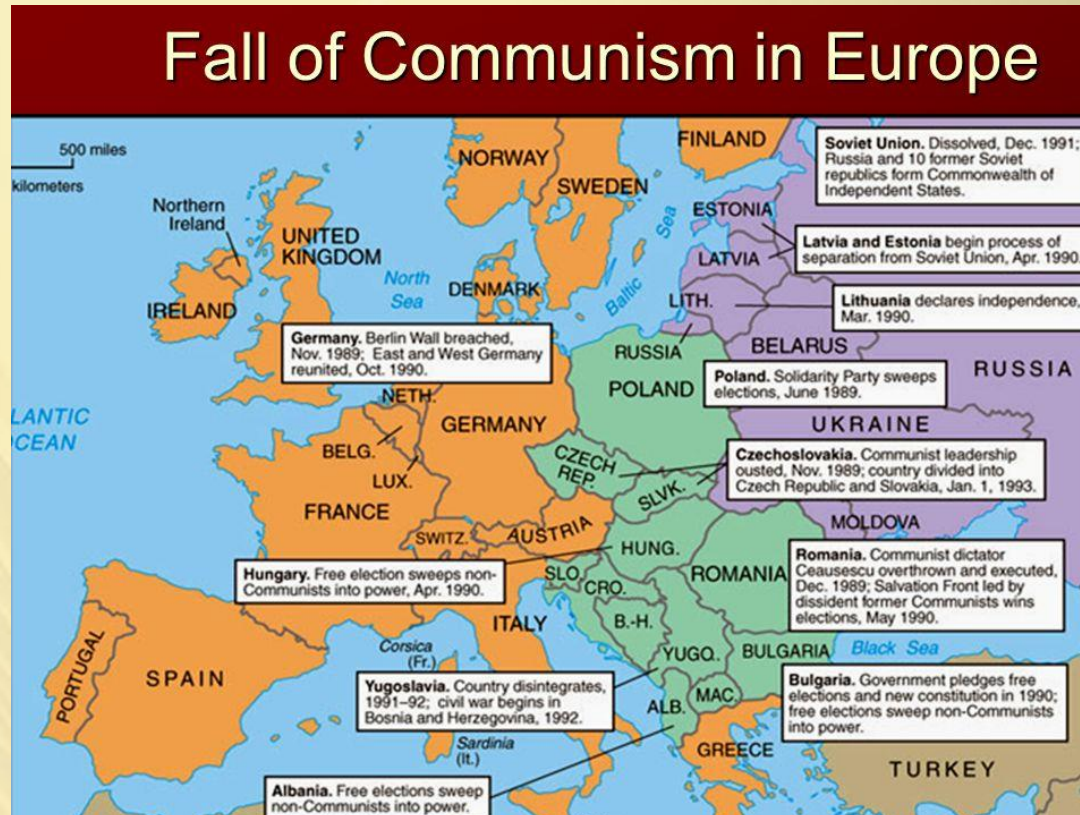 Fall of Communism in Europe
500 miles
kilometers
NORWAY
FINLAND
SWEDEN
Soviet Union. Dissolved, Dec. 1991;
Russia and 10 former Soviet
republics form Commonwealth of
Independent States.
Northern
Ireland
UNITED
KINGDOM
IRELAND
North
Sea
DENMARK
Baltic
Sea
ESTONIA
LATVIA
LITH.
Latvia and Estonia begin process of
separation from Soviet Union, Apr. 1990.
Lithuania declares independence,
Mar. 1990.
Germany. Berlin Wall breached,
Nov. 1989; East and West Germany
reunited, Oct. 1990.
RUSSIA
BELARUS
RUSSIA
POLAND
Poland. Solidarity Party sweeps
elections, June 1989.
LANTIC
CEAN
NETH.
GERMANY
BELG.
LUX.
UKRAINE
CZECH
REP.
SLVK.
Czechoslovakia. Communist leadership
ousted, Nov. 1989; country divided into
Czech Republic and Slovakia, Jan. 1, 1993.
FRANCE
SWITZ.
AUSTRIA
MOLDOVA
HUNG.
ROMANIA
Romania. Communist dictator
Ceausescu overthrown and executed,
Dec. 1989; Salvation Front led by
dissident former Communists wins
elections, May 1990.
Hungary. Free election sweeps non-
Communists into power, Apr. 1990.
SLO.
CRO.
B.-H.
ITALY
YUGO.
BULGARIA
Black Sea
PORTUGAL
SPAIN
Corsica
(Fr.)
Yugoslavia. Country disintegrates,
1991–92; civil war begins in
Bosnia and Herzegovina, 1992.
MAC.
ALB.
Bulgaria. Government pledges free
elections and new constitution in 1990;
free elections sweep non-Communists
into power.
Sardinia
(It.)
GREECE
TURKEY
Albania. Free elections sweep
non-Communists into power.